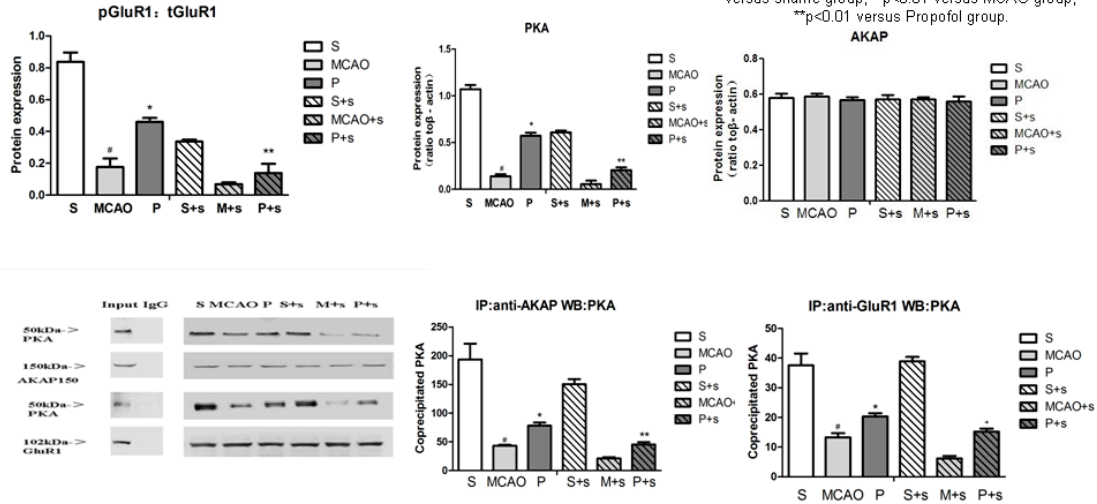 versus shame group; *p<0.01 versus MCAO group;
**p<0.01 versus Propofol group.
pGluR1: tGluR1
Protein expression
1.0
0.8
0.6
0.4
0.2
0.0
#
*
**
S MCAO P S+s M+s P+s
S
MCAO
P
S+s
MCAO+s
P+s
PKA
Protein expression
(ratio toβ- actin)
1.5
1.0
0.5
0.0
#
*
**
S MCAO P S+s M+s P+s
S
MCAO
P
S+s
MCAO+s
P+s
AKAP
Protein expression
(ratio toβ- actin)
0.8
0.6
0.4
0.2
0.0
S MCAO P S+s M+s P+s
S
MCAO
P
S+s
MCAO+s
P+s
Input IgG S MCAO P S+s M+s P+s
50kDa->
PKA
150kDa->
AKAP150
50kDa->
PKA
102kDa->
GluR1
IP:anti-AKAP WB:PKA
Coprecipitated PKA
250
200
150
100
50
0
#
*
**
S MCAO P S+s M+s P+s
S
MCAO
P
S+s
MCAO+
P+s
IP:anti-GluR1 WB:PKA
Coprecipitated PKA
50
40
30
20
10
0
#
*
*
S MCAO P S+s M+s P+s
S
MCAO
P
S+s
MCAO+s
P+s